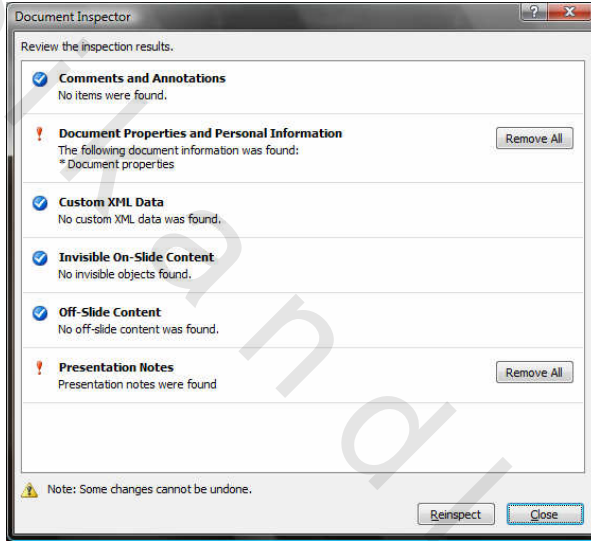 Document Inspector
Review the inspection results.
Comments and Annotations
No items were found.
Document Properties and Personal Information
Remove All
The following document information was found:
* Document properties
Custom XML Data
No custom XML data was found.
Invisible On-Slide Content
No invisible objects found.
Off-Slide Content
No off-slide content was found.
Presentation Notes
Remove All
Presentation notes were found
Note: Some changes cannot be undone.
Reinspect
Close
i k a n d l